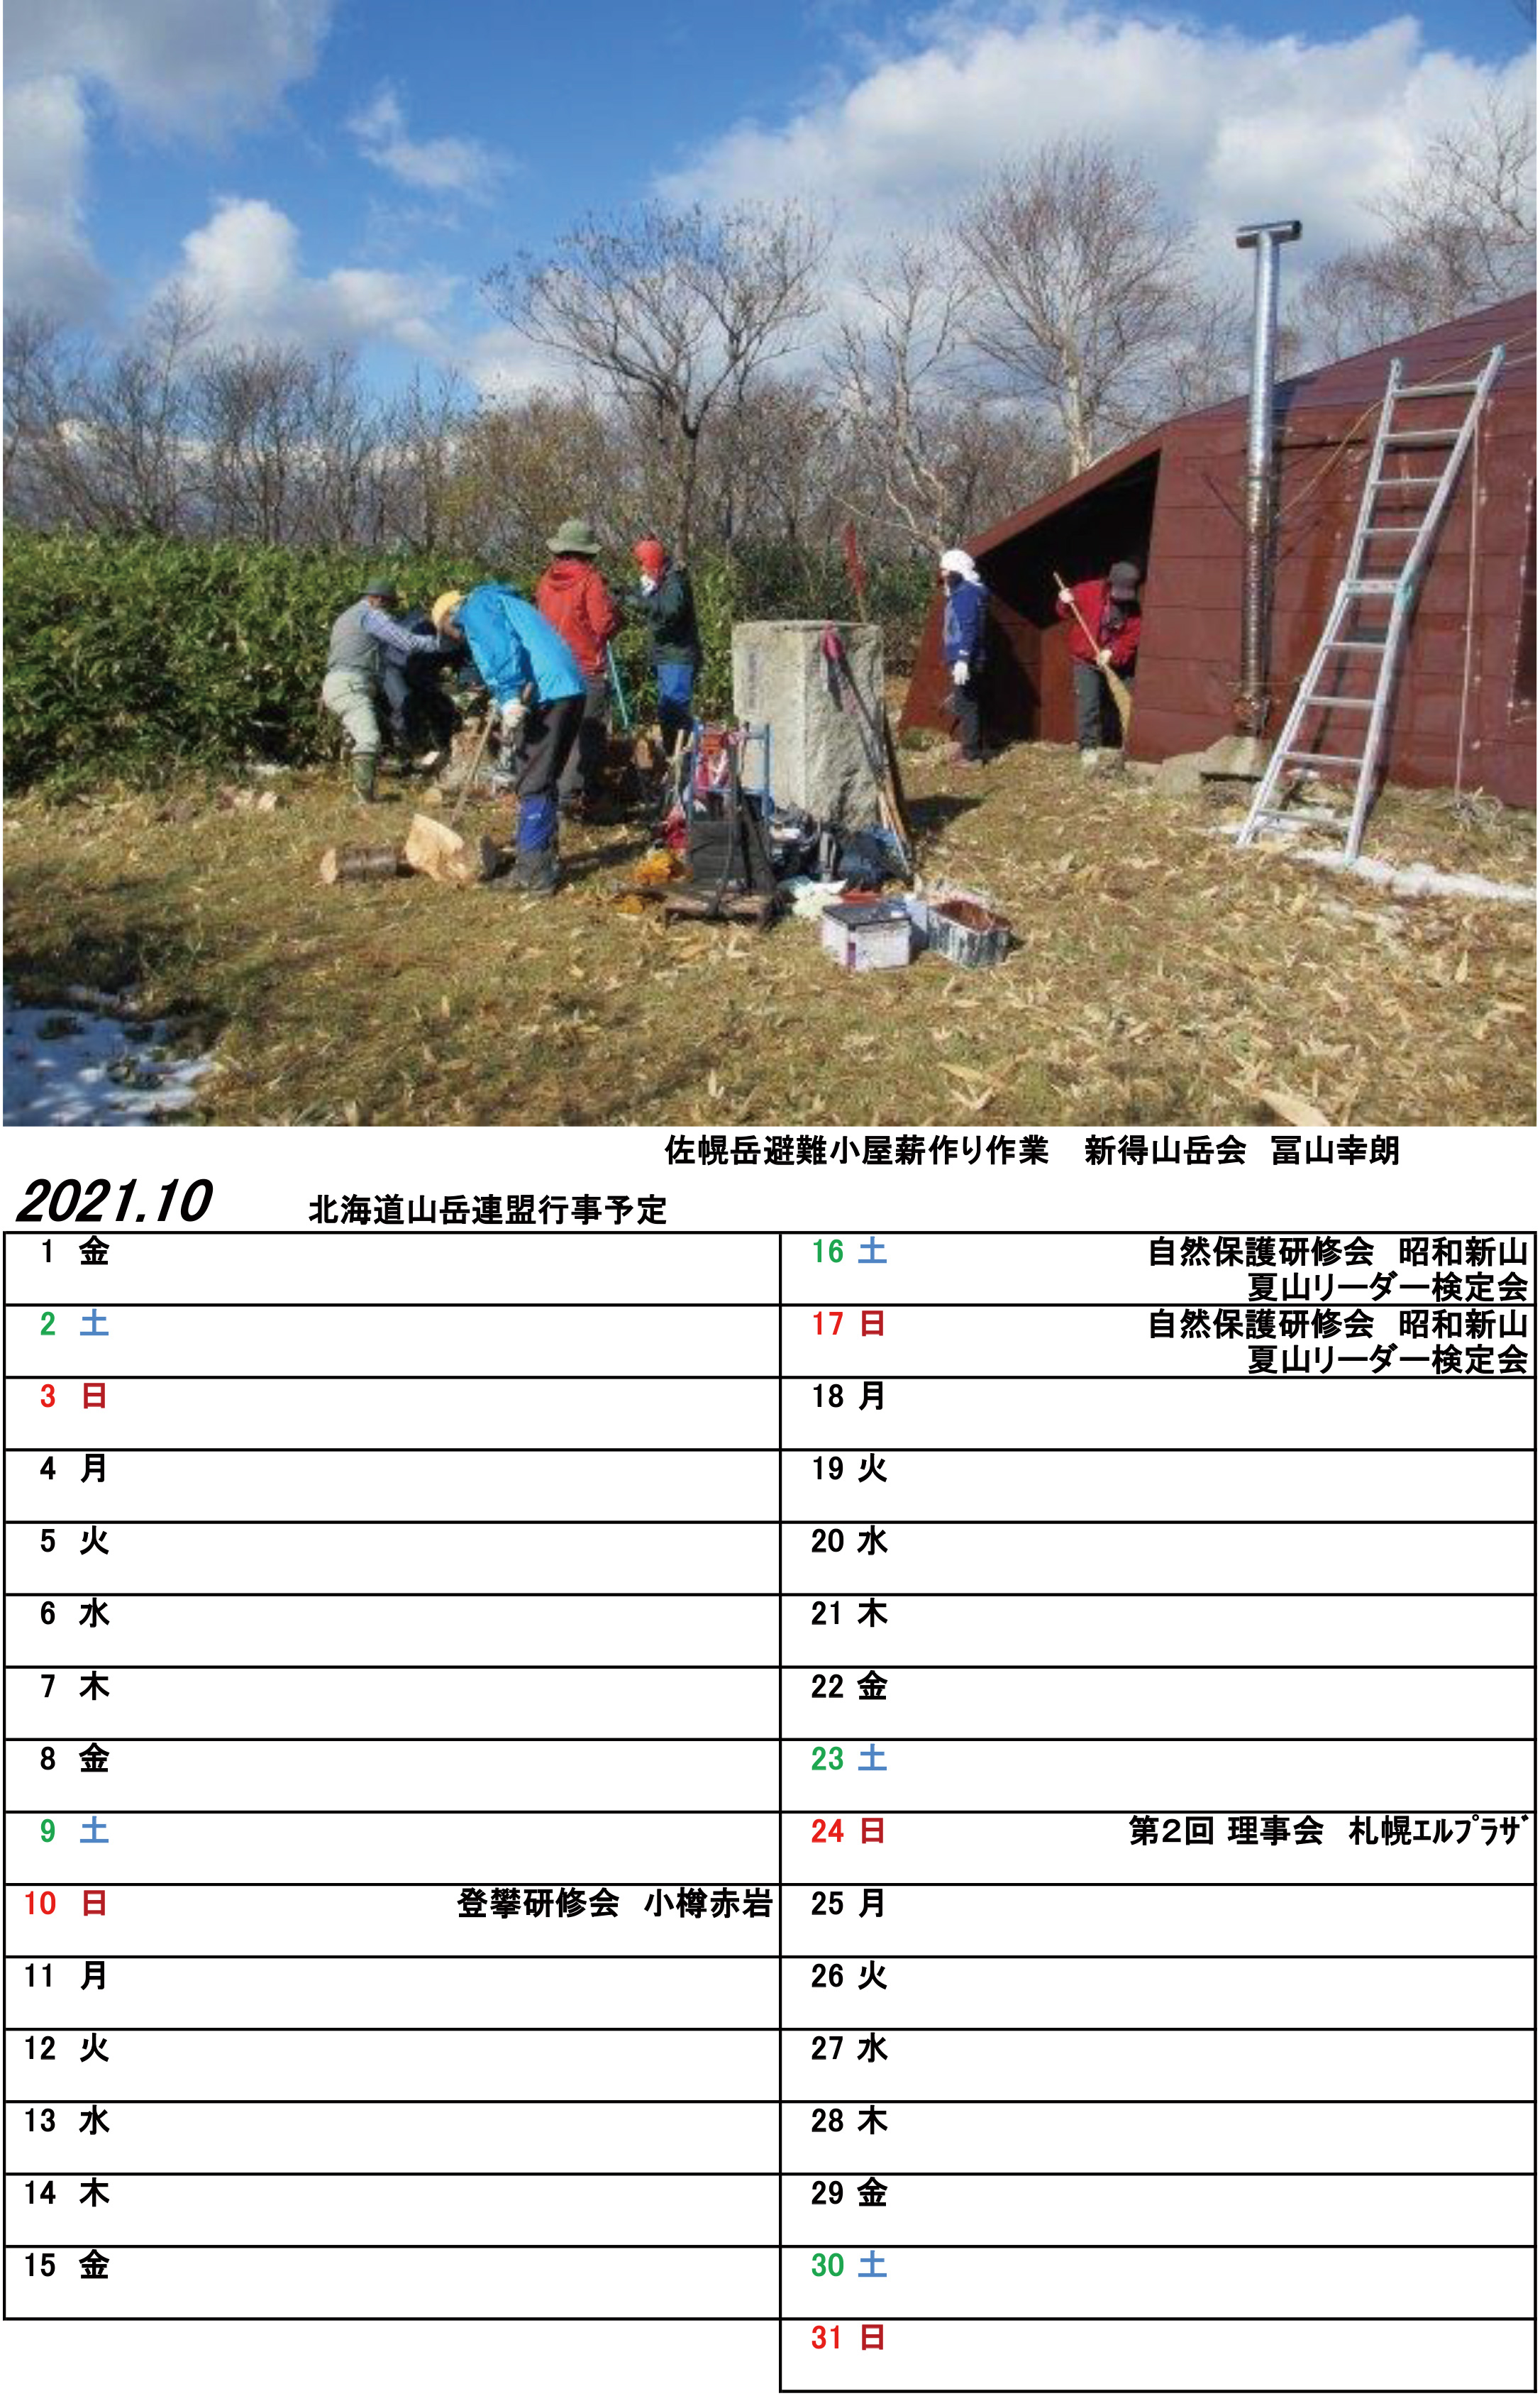 佐幌岳避難小屋薪作り作業　新得山岳会　冨山幸朗
2021.10　北海道山岳連盟行事予定
1 金
2 土
3 日
4 月
5 火
6 水
7 木
8 金
9 土
10 日　登攀研修会　小樽赤岩
11 月
12 火
13 水
14 木
15 金
16 土　自然保護研修会　昭和新山
夏山リーダー検定会
17 日　自然保護研修会　昭和新山
夏山リーダー検定会
18 月
19 火
20 水
21 木
22 金
23 土
24 日　第2回 理事会　札幌ｴﾙﾌﾟﾗｻﾞ
25 月
26 火
27 水
28 木
29 金
30 土
31 日